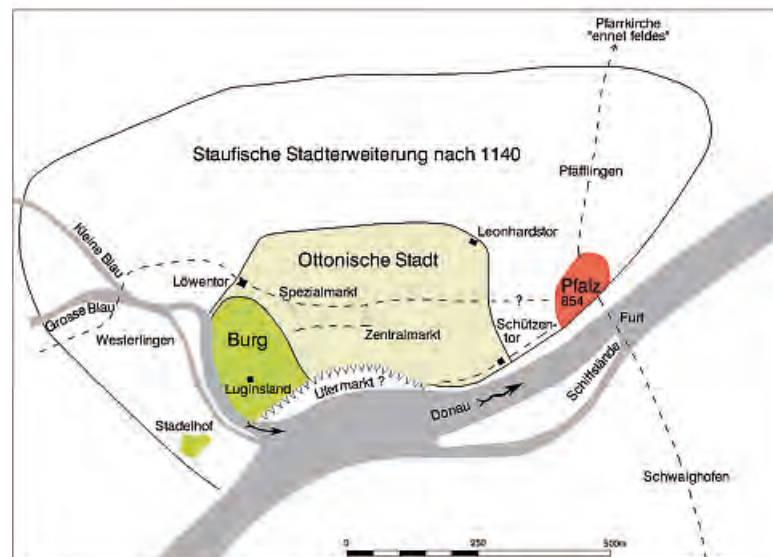 Pfarrkirche
"ennet feldes"
Staufische Stadterweiterung nach 1140
Pfäfflingen
Kleine Blau
Leonhardstor
Ottonische Stadt
Löwentor
Spezialmarkt
?
Pfalz
854
Grosse Blau
Westerlingen
Burg
Zentralmarkt
Schützen-
tor
Furt
Luginsland
Ufermarkt ?
Donau
Schiffslände
Stadelhof
Schwaighofen
0
250
500m